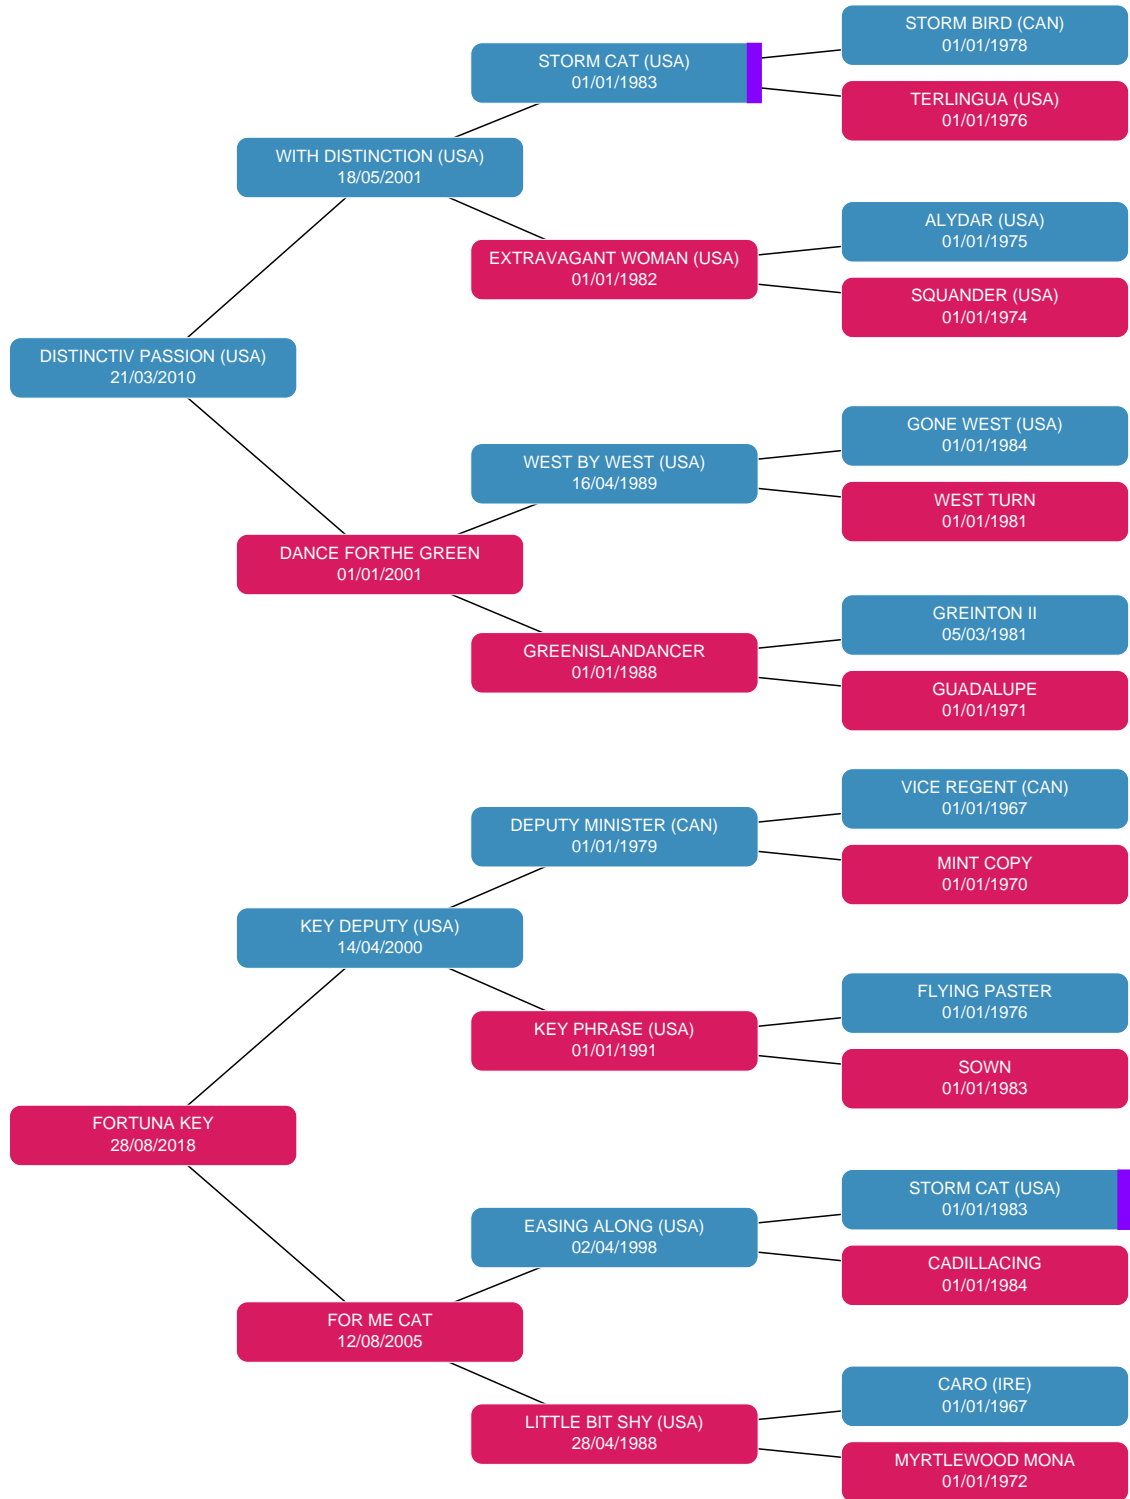 STORM BIRD (CAN)
01/01/1978
STORM CAT (USA)
01/01/1983
TERLINGUA (USA)
01/01/1976
WITH DISTINCTION (USA)
18/05/2001
ALYDAR (USA)
01/01/1975
EXTRAVAGANT WOMAN (USA)
01/01/1982
SQUANDER (USA)
01/01/1974
DISTINCTIV PASSION (USA)
21/03/2010
GONE WEST (USA)
01/01/1984
WEST BY WEST (USA)
16/04/1989
WEST TURN
01/01/1981
DANCE FORTHE GREEN
01/01/2001
GREINTON II
05/03/1981
GREENISLANDANCER
01/01/1988
GUADALUPE
01/01/1971
VICE REGENT (CAN)
01/01/1967
DEPUTY MINISTER (CAN)
01/01/1979
MINT COPY
01/01/1970
KEY DEPUTY (USA)
14/04/2000
FLYING PASTER
01/01/1976
KEY PHRASE (USA)
01/01/1991
SOWN
01/01/1983
FORTUNA KEY
28/08/2018
STORM CAT (USA)
01/01/1983
EASING ALONG (USA)
02/04/1998
CADILLACING
01/01/1984
FOR ME CAT
12/08/2005
CARO (IRE)
01/01/1967
LITTLE BIT SHY (USA)
28/04/1988
MYRTLEWOOD MONA
01/01/1972